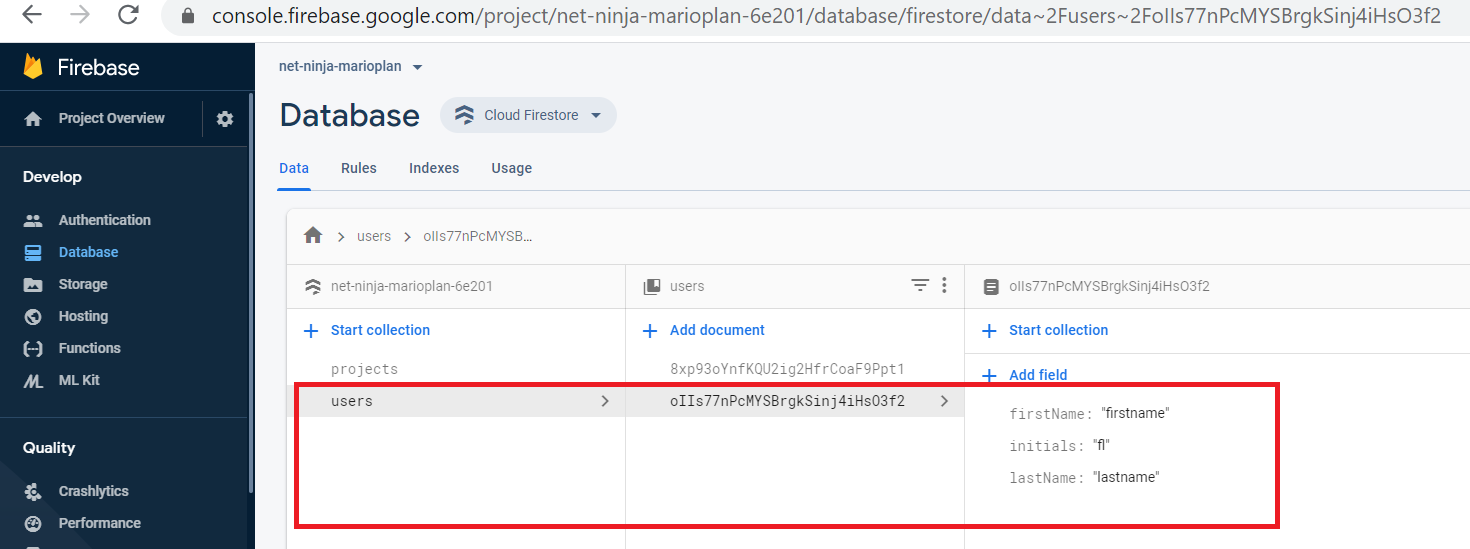 console.firebase.google.com/project/net-ninja-marioplan-6e201/database/firestore/data~2Fusers~2FoIIs77nPcMYSBrgkSinj4iHsO3f2
Firebase
net-ninja-marioplan
Project Overview
Database
Cloud Firestore
Data Rules Indexes Usage
Develop
Authentication
Database
Storage
Hosting
Functions
ML Kit
Quality
Crashlytics
Performance
users
oIIs77nPcMYSB...
net-ninja-marioplan-6e201
Start collection
projects
users
users
Add document
8xp93oYnfKQU2ig2HfrCoaF9Ppt1
oIIs77nPcMYSBrgkSinj4iHsO3f2
oIIs77nPcMYSBrgkSinj4iHsO3f2
Start collection
Add field
firstName: "firstname"
initials: "fl"
lastName: "lastname"